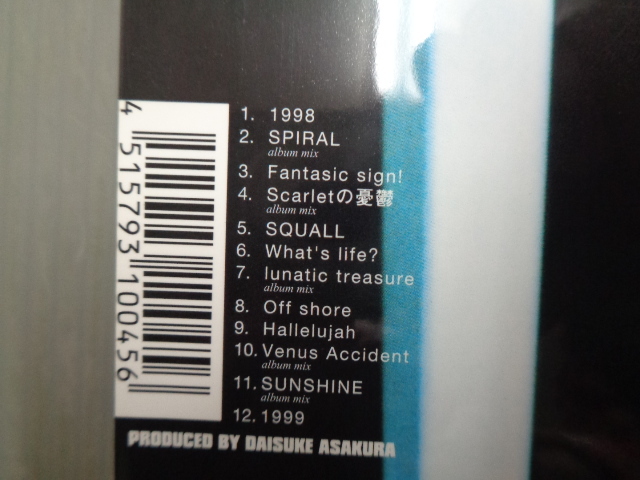 4 515793 100456
1. 1998
2. SPIRAL
album mix
3. Fantasic sign!
4. Scarletの憂鬱
album mix
5. SQUALL
6. What's life?
7. lunatic treasure
album mix
8. Off shore
9. Hallelujah
10. Venus Accident
album mix
11. SUNSHINE
album mix
12. 1999
PRODUCED BY DAISUKE ASAKURA